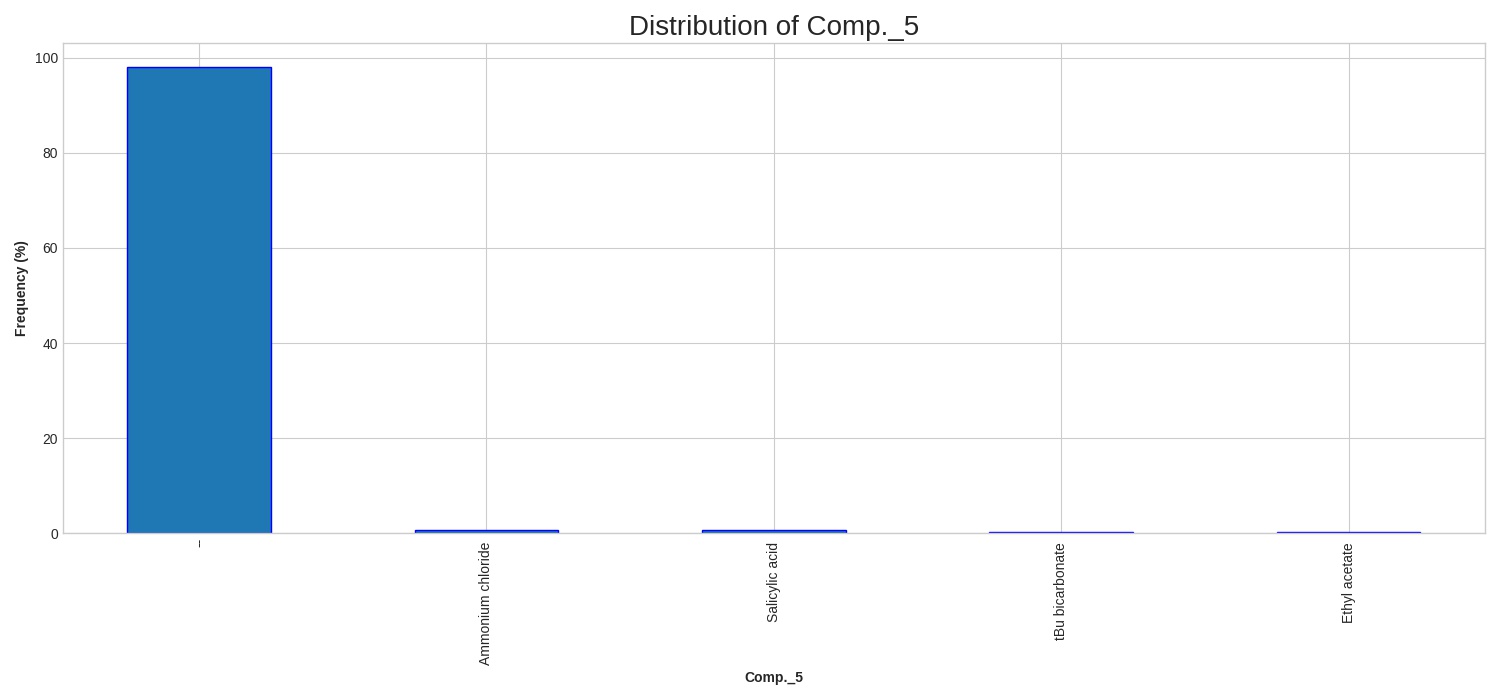 Distribution of Comp._5
100
80
60
40
20
0
Frequency (%)
–
Ammonium chloride
Salicylic acid
tBu bicarbonate
Ethyl acetate
Comp._5